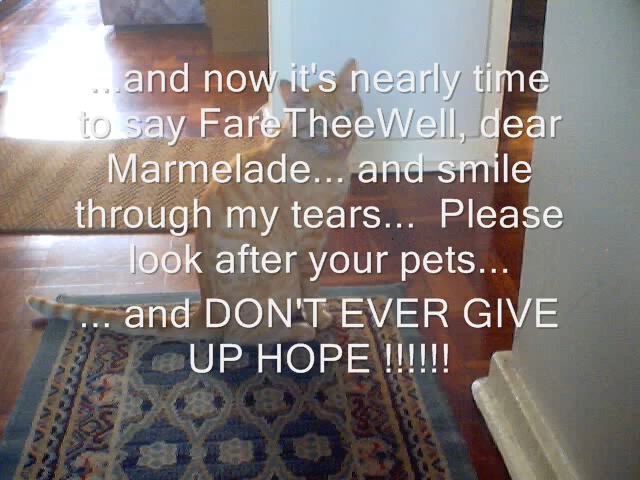 ...and now it's nearly time
to say FareTheeWell, dear
Marmelade... and smile
through my tears... Please
look after your pets...
... and DON'T EVER GIVE
UP HOPE !!!!!!